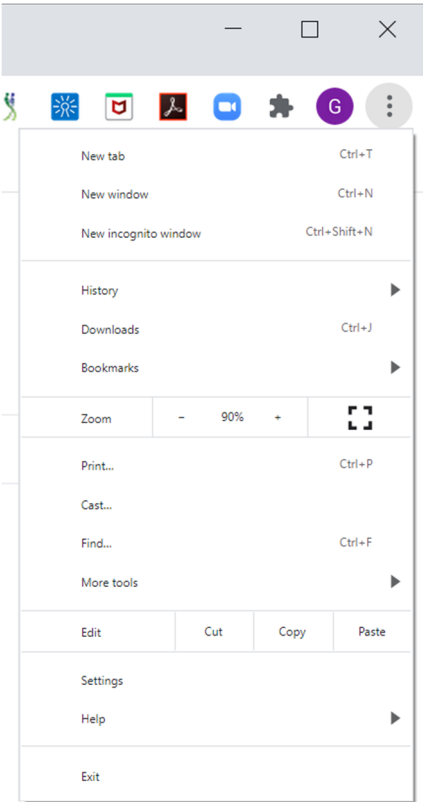 G
New tab Ctrl+T
New window Ctrl+N
New incognito window Ctrl+Shift+N
History
Downloads Ctrl+J
Bookmarks
Zoom - 90% +
Print... Ctrl+P
Cast...
Find... Ctrl+F
More tools
Edit Cut Copy Paste
Settings
Help
Exit